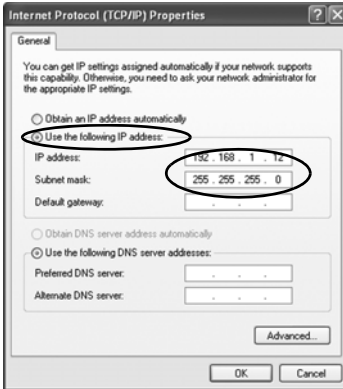 Internet Protocol (TCP/IP) Properties
General
You can get IP settings assigned automatically if your network supports
this capability. Otherwise, you need to ask your network administrator for
the appropriate IP settings.
Obtain an IP address automatically
Use the following IP address:
IP address: 192 . 168 . 1 . 12
Subnet mask: 255 . 255 . 255 . 0
Default gateway: . . .
Obtain DNS server address automatically
Use the following DNS server addresses:
Preferred DNS server: . . .
Alternate DNS server: . . .
Advanced...
OK Cancel